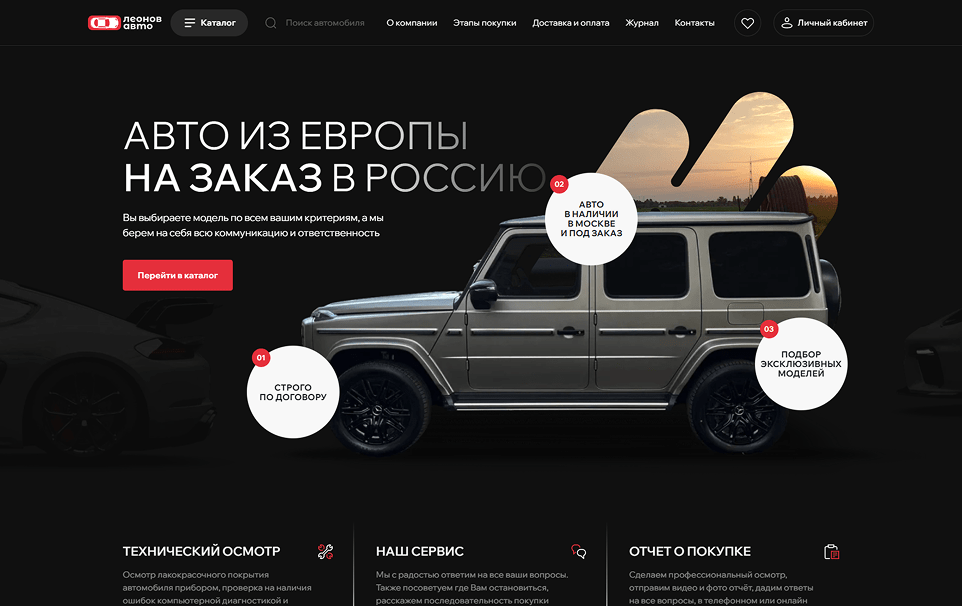 леонов
авто
Каталог
Поиск автомобиля
О компании
Этапы покупки
Доставка и оплата
Журнал
Контакты
Личный кабинет
АВТО ИЗ ЕВРОПЫ
НА ЗАКАЗ В РОССИЮ
Вы выбираете модель по всем вашим критериям, а мы
берем на себя всю коммуникацию и ответственность
Перейти в каталог
02
АВТО
В НАЛИЧИИ
В МОСКВЕ
И ПОД ЗАКАЗ
03
ПОДБОР
ЭКСКЛЮЗИВНЫХ
МОДЕЛЕЙ
01
СТРОГО
ПО ДОГОВОРУ
ТЕХНИЧЕСКИЙ ОСМОТР
Осмотр лакокрасочного покрытия
автомобиля прибором, проверка на наличия
ошибок компьютерной диагностикой и
НАШ СЕРВИС
Мы с радостью ответим на все ваши вопросы.
Также посоветуем где Вам остановиться,
расскажем последовательность покупки
ОТЧЕТ О ПОКУПКЕ
Сделаем профессиональный осмотр,
отправим видео и фото отчёт, дадим ответы
на все вопросы, в телефонном или онлайн